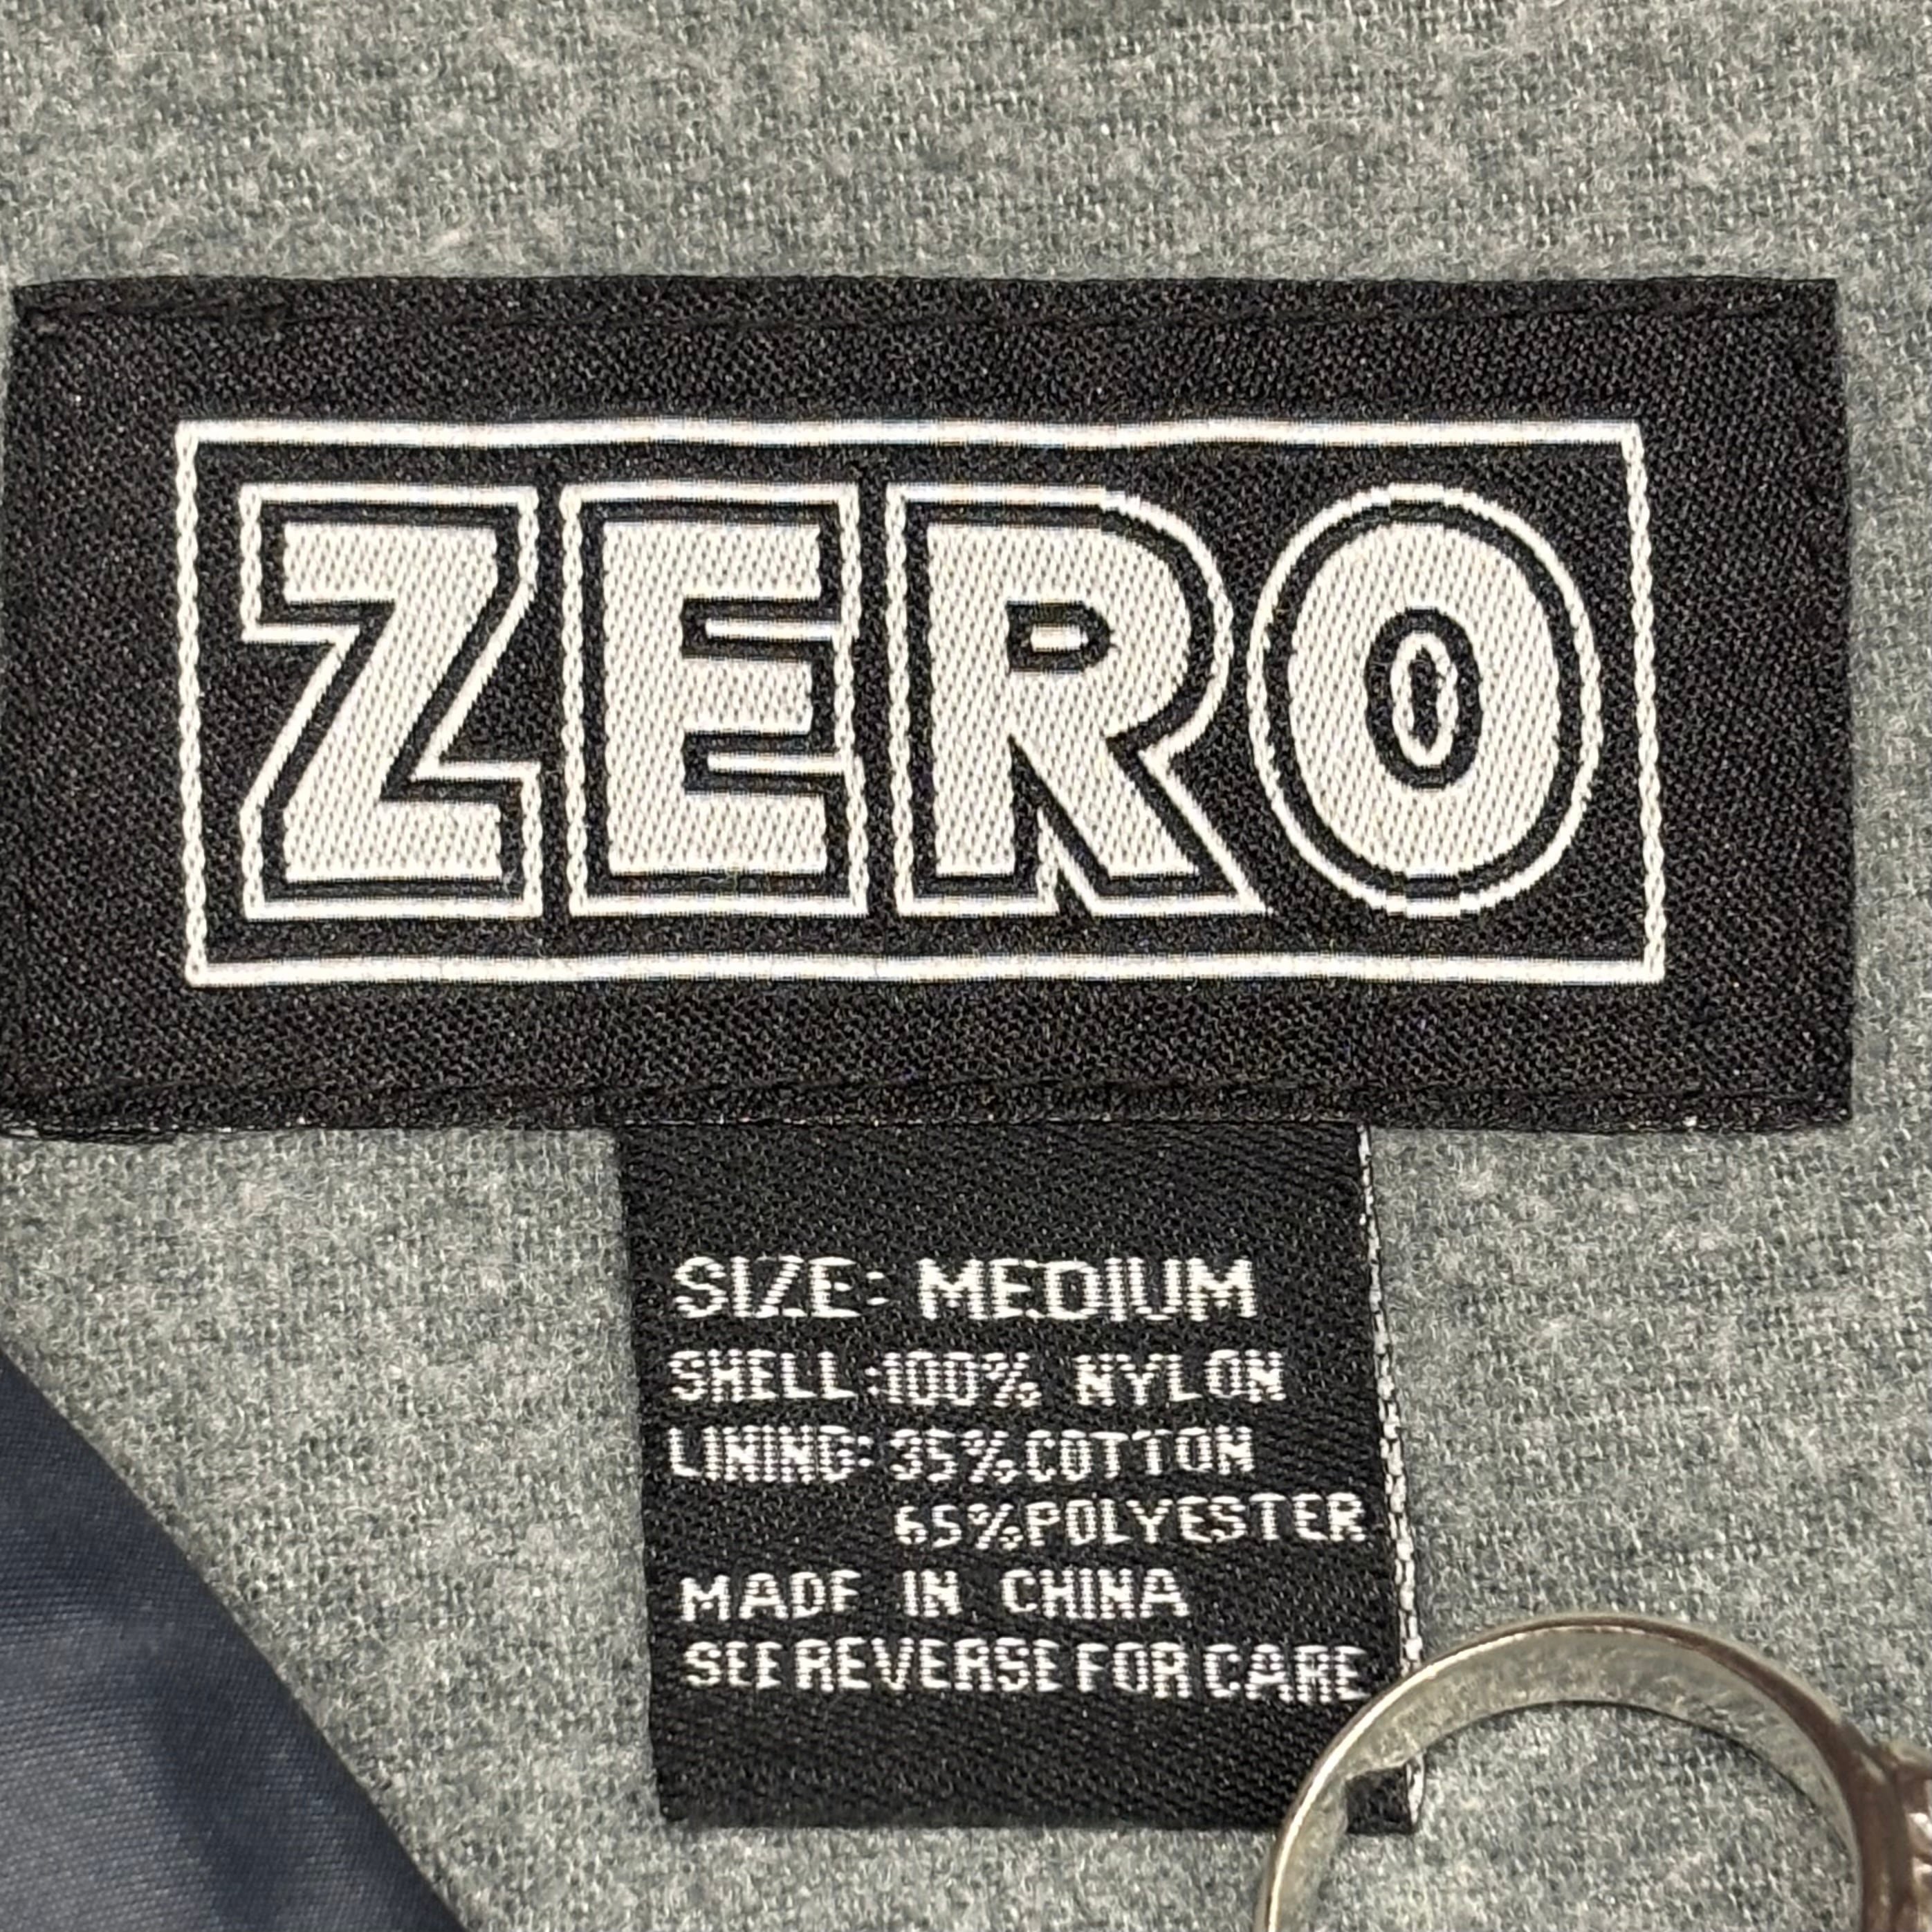 ZERO
SIZE: MEDIUM
SHELL:100% NYLON
LINING: 35%COTTON
65%POLYESTER
MADE IN CHINA
SEE REVERSE FOR CARE